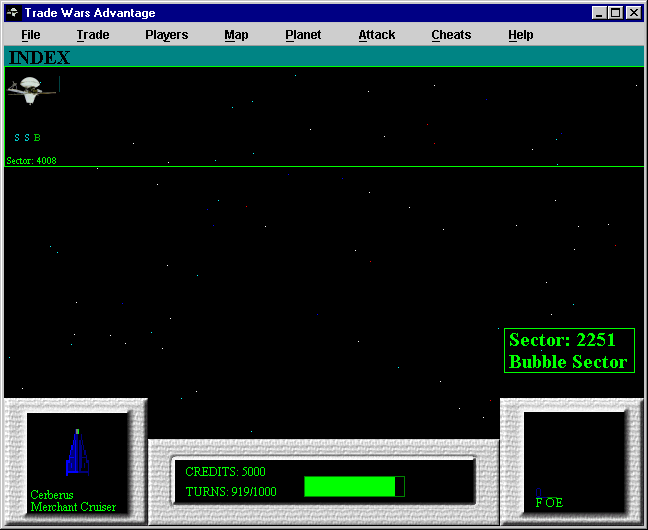 Trade Wars Advantage
File Trade Players Map Planet Attack Cheats Help
INDEX
S S B
Sector: 4008
Sector: 2251
Bubble Sector
Cerberus
Merchant Cruiser
CREDITS: 5000
TURNS: 919/1000
0
F OE